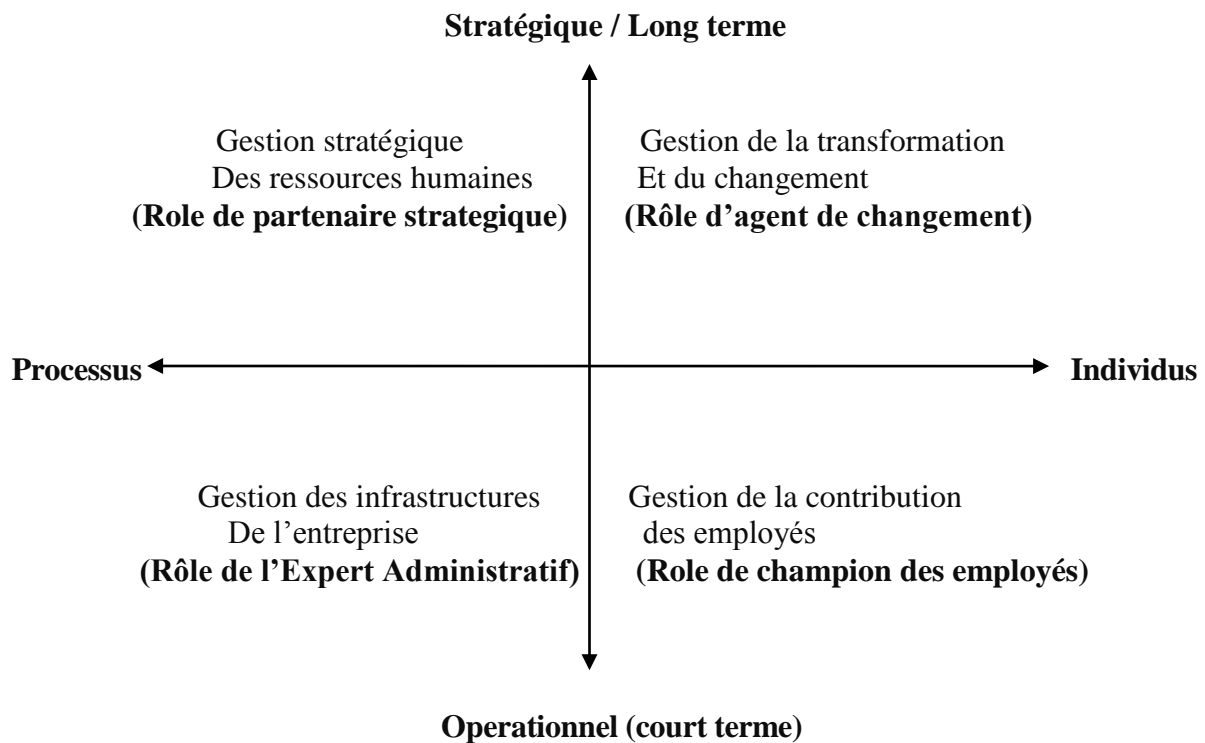 Stratégique / Long terme
Gestion stratégique
Des ressources humaines
(Role de partenaire strategique)
Gestion de la transformation
Et du changement
(Rôle d’agent de changement)
Processus
Individus
Gestion des infrastructures
De l’entreprise
(Rôle de l’Expert Administratif)
Gestion de la contribution
des employés
(Role de champion des employés)
Operationnel (court terme)